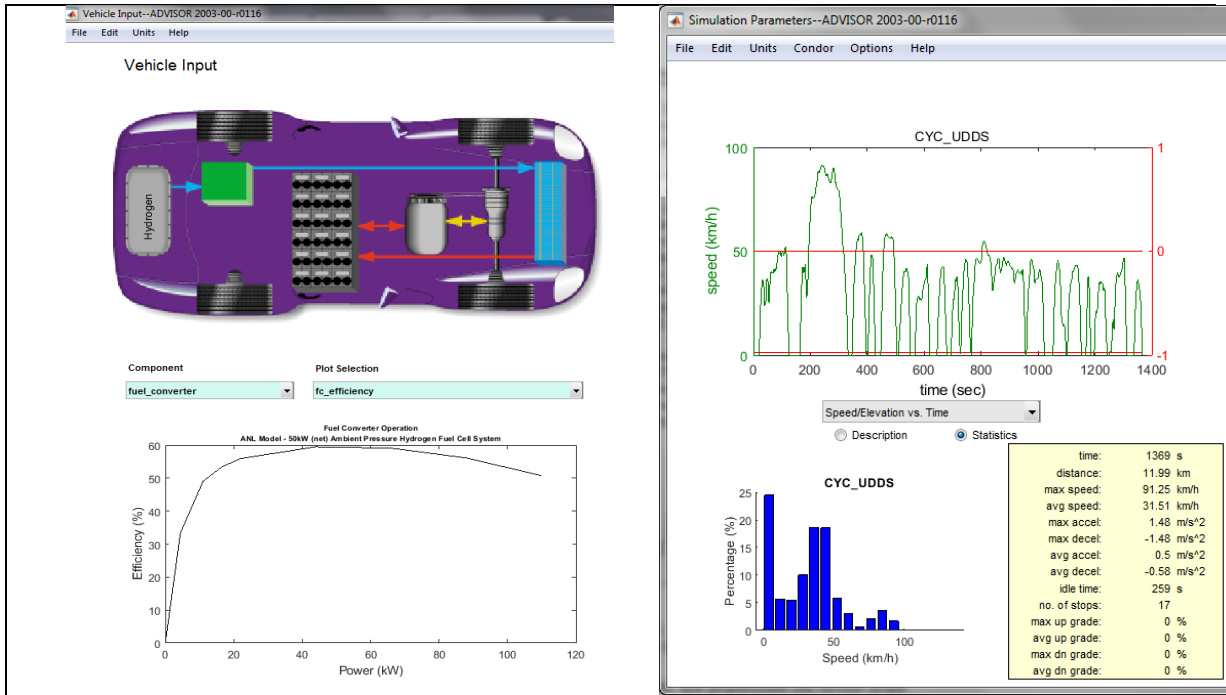 Vehicle Input--ADVISOR 2003-00-r0116
File Edit Units Help
Vehicle Input
Hydrogen
Component Plot Selection
fuel_converter fc_efficiency
Fuel Converter Operation
ANL Model - 50kW (net) Ambient Pressure Hydrogen Fuel Cell System
60
50
40
30
20
10
0
Efficiency (%)
0 20 40 60 80 100 120
Power (kW)
Simulation Parameters--ADVISOR 2003-00-r0116
File Edit Units Condor Options Help
CYC_UDDS
100
50
0
speed (km/h)
1
0
-1
0 200 400 600 800 1000 1200 1400
time (sec)
Speed/Elevation vs. Time
Description Statistics
CYC_UDDS
25
20
15
10
5
0
Percentage (%)
0 50 100
Speed (km/h)
time: 1369 s
distance: 11.99 km
max speed: 91.25 km/h
avg speed: 31.51 km/h
max accel: 1.48 m/s^2
max decel: -1.48 m/s^2
avg accel: 0.5 m/s^2
avg decel: -0.58 m/s^2
idle time: 259 s
no. of stops: 17
max up grade: 0 %
avg up grade: 0 %
max dn grade: 0 %
avg dn grade: 0 %